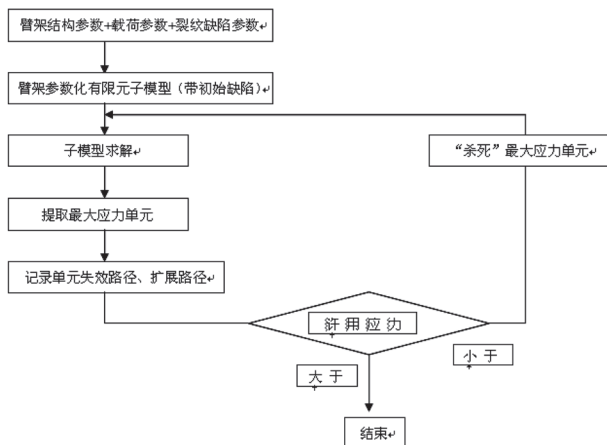 臂架结构参数+载荷参数+裂纹缺陷参数
臂架参数化有限元子模型（带初始缺陷）
子模型求解
“杀死”最大应力单元
提取最大应力单元
记录单元失效路径、扩展路径
许用应力
小于
大于
结束